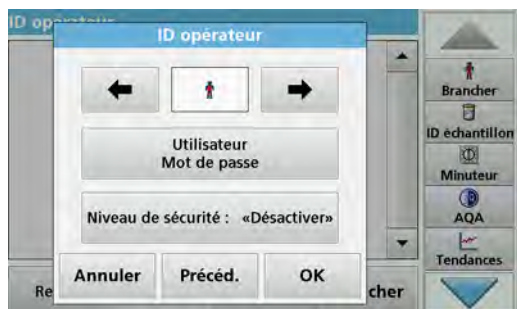 ID opérateur
Utilisateur
Mot de passe
Niveau de sécurité : «Désactiver»
Annuler
Précéd.
OK
Brancher
ID échantillon
Minuteur
AQA
Tendances